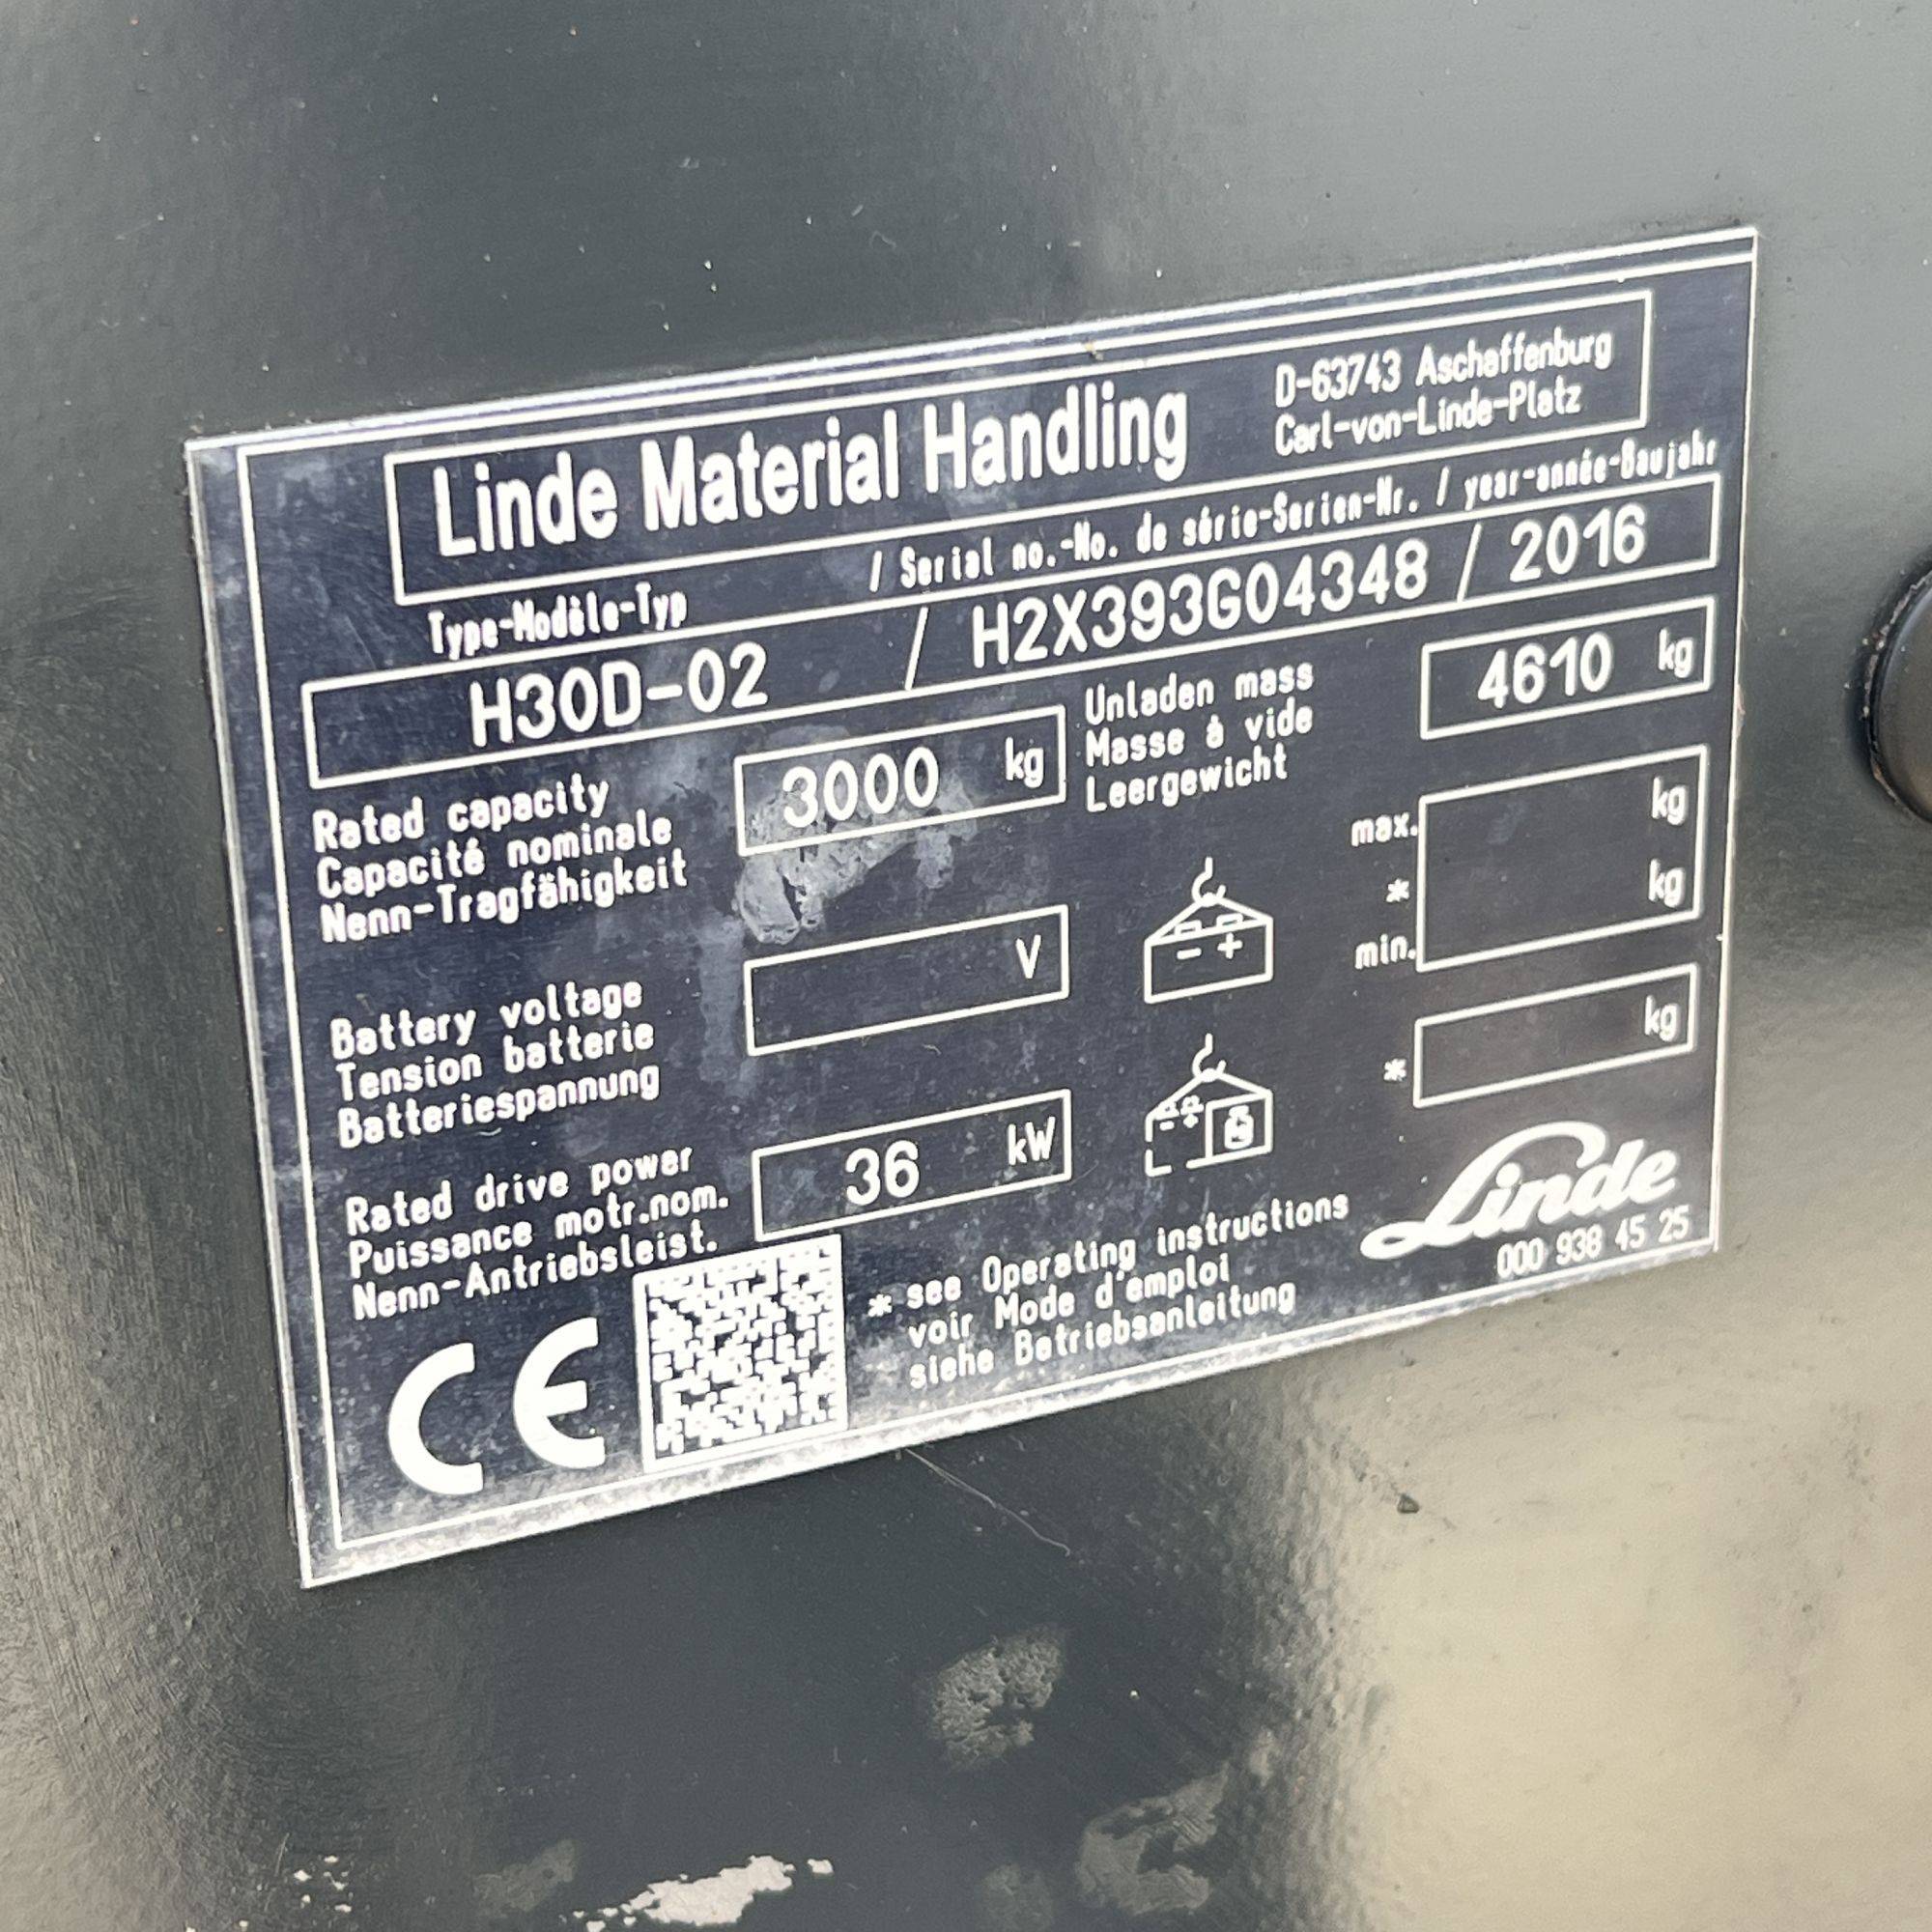 Linde Material Handling
D-63743 Aschaffenburg
Carl-von-Linde-Platz
Type-Modèle-Typ / Serial no.-No. de série-Serien-Nr. / year-année-Baujahr
H30D-02 / H2X393G04348 / 2016
Rated capacity
Capacité nominale
Nenn-Tragfähigkeit
3000 kg
Unladen mass
Masse à vide
Leergewicht
4610 kg
Battery voltage
Tension batterie
Batteriespannung
V
- +
max. kg
* kg
min.
Rated drive power
Puissance motr.nom.
Nenn-Antriebsleist.
36 kW
- +
* kg
CE
* see Operating instructions
voir Mode d'emploi
siehe Betriebsanleitung
Linde
000 938 45 25